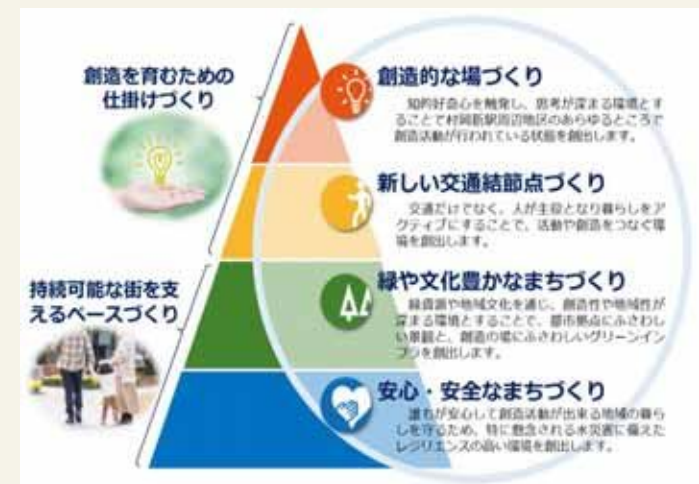 創造を育むための
仕掛けづくり
持続可能な街を支
えるベースづくり
創造的な場づくり
知的好奇心を触発し、思考が深まる環境とす
ることで村岡新駅周辺地区のあらゆるところで
創造活動が行われている状態を創出します。
新しい交通結節点づくり
交通だけでなく、人が主役となり暮らしをア
クティブにすることで、活動や創造をつなぐ環
境を創出します。
緑や文化豊かなまちづくり
緑資源や地域文化を通じ、創造性や地域性が
深まる環境とすることで、都市拠点にふさわし
い景観と、創造の場にふさわしいグリーンイン
フラを創出します。
安心・安全なまちづくり
誰もが安心して創造活動が出来る地域の暮ら
しを守るため、特に懸念される水災害に備えた
レジリエンスの高い環境を創出します。